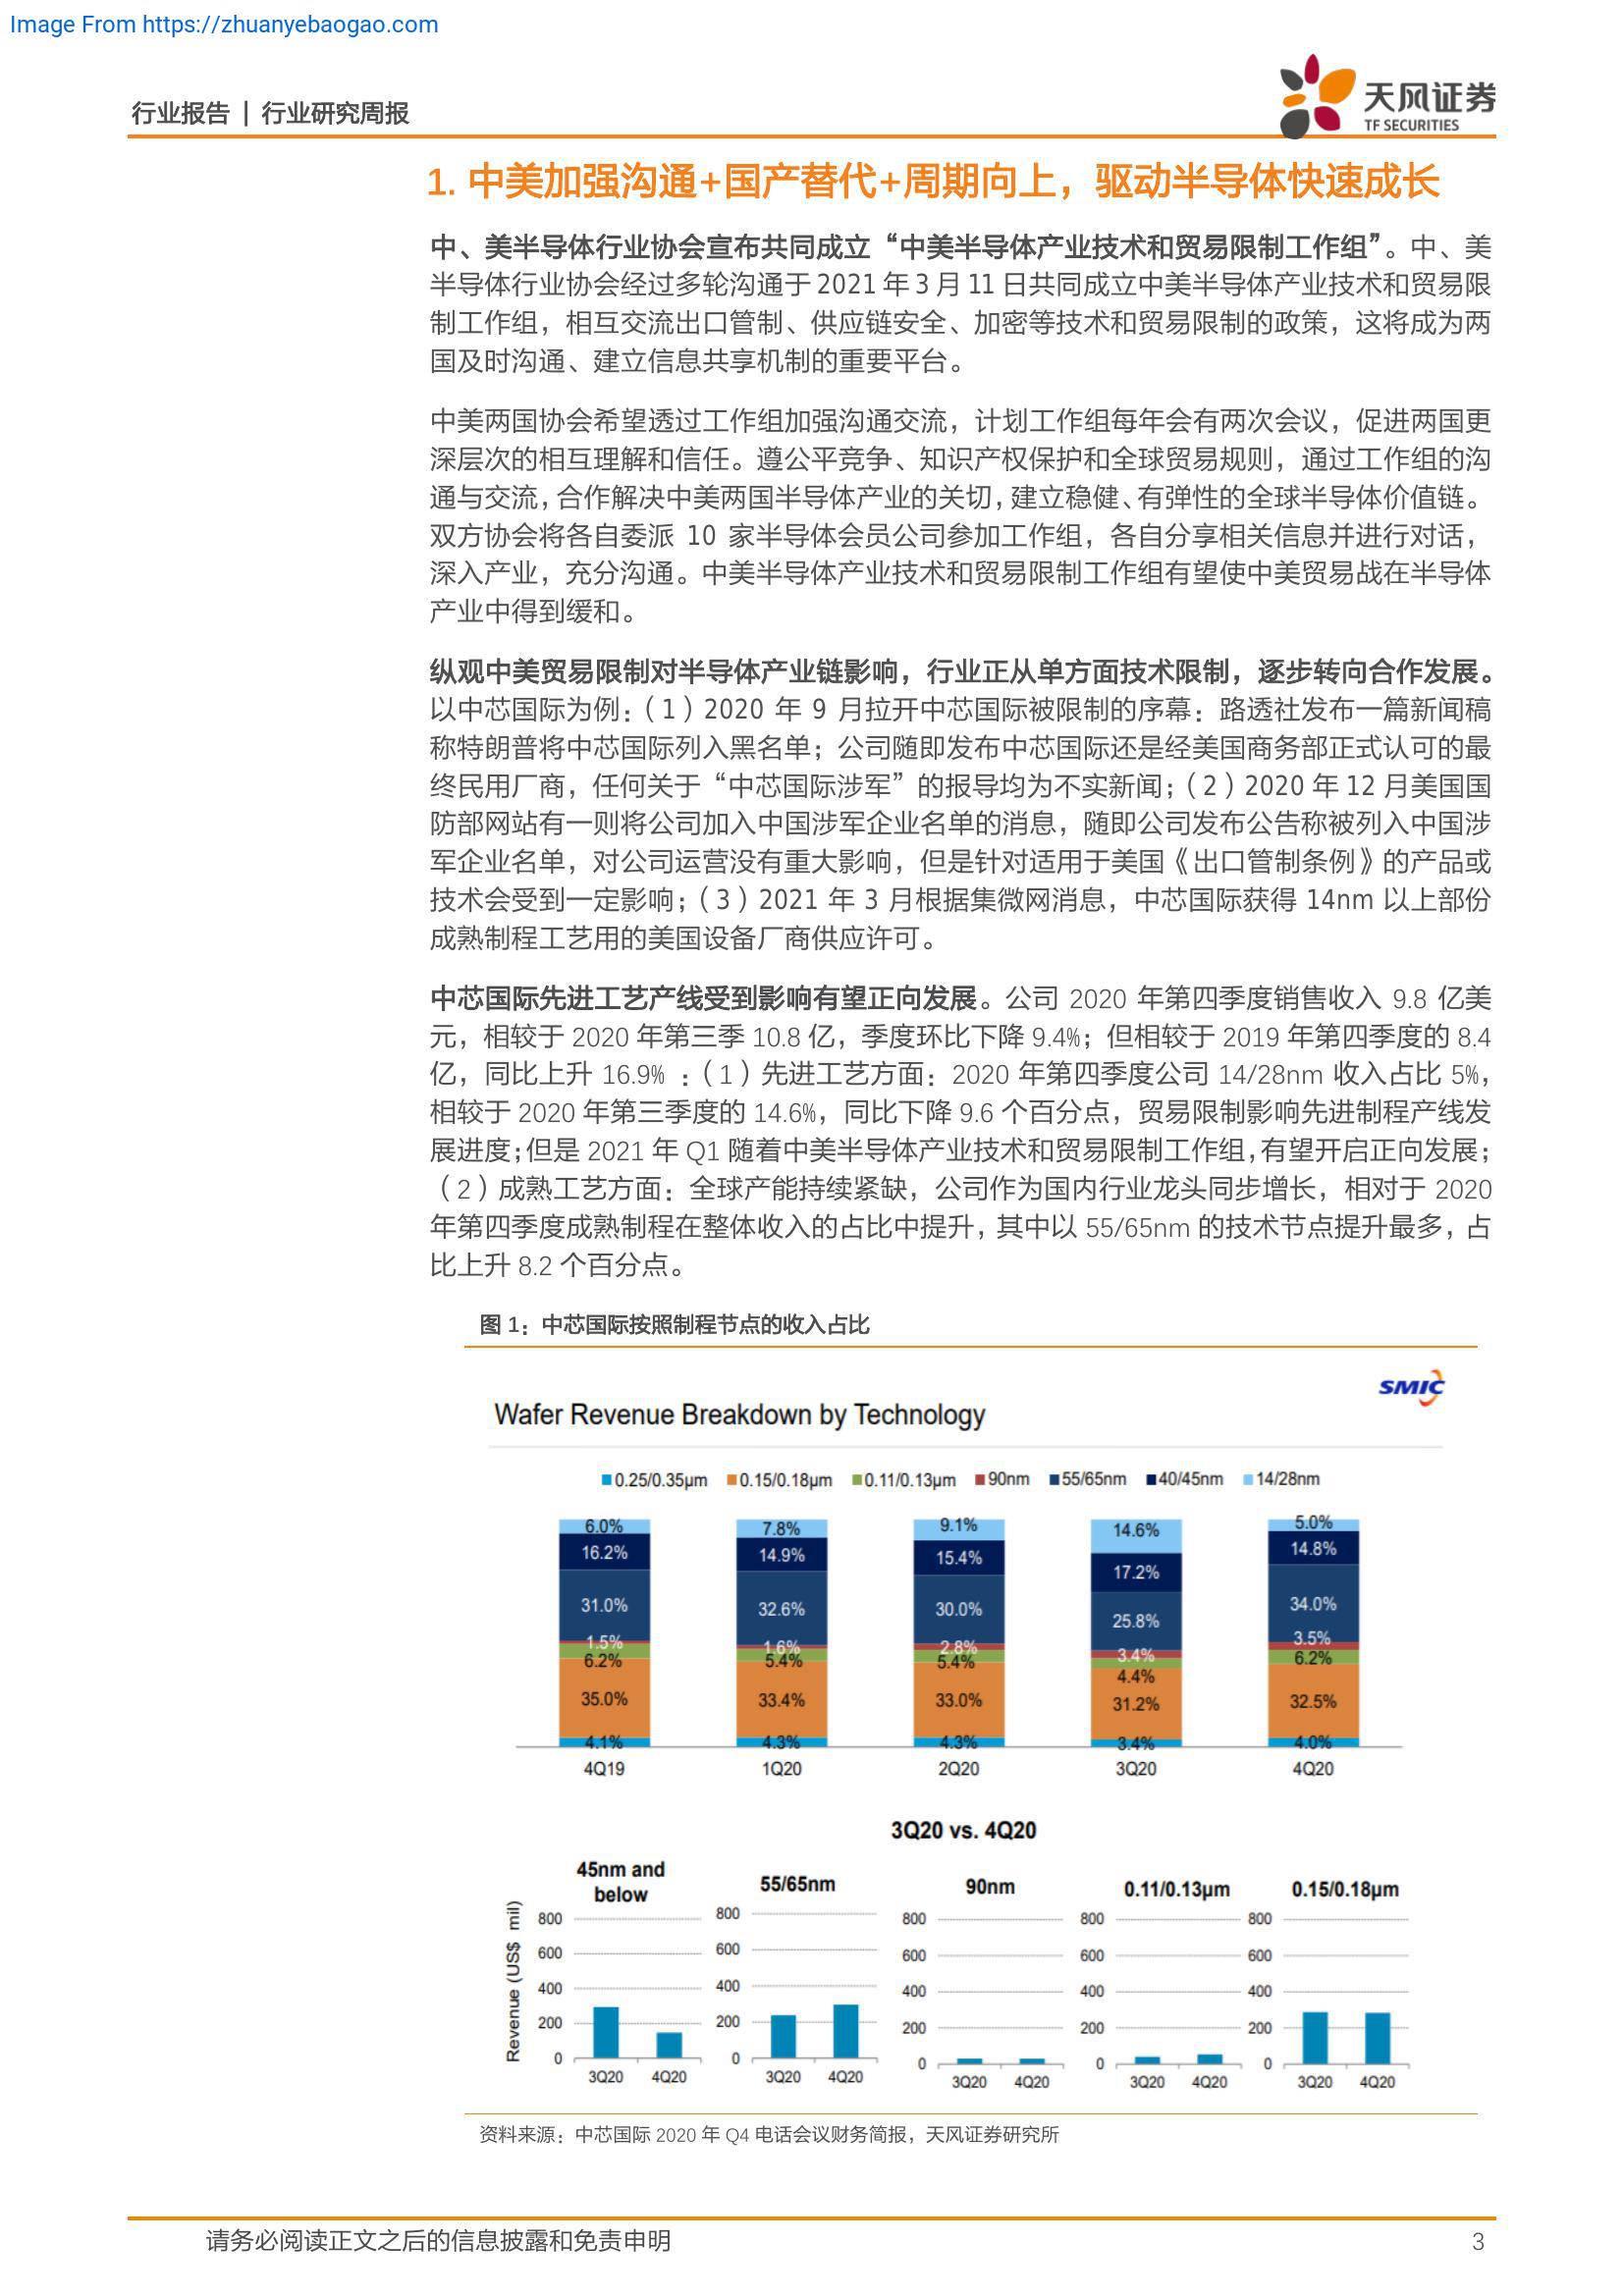 Image From https://zhuanyebaogao.com
行业报告 | 行业研究周报
天风证券
TF SECURITIES
1. 中美加强沟通+国产替代+周期向上，驱动半导体快速成长
中、美半导体行业协会宣布共同成立“中美半导体产业技术和贸易限制工作组”。中、美
半导体行业协会经过多轮沟通于 2021 年 3 月 11 日共同成立中美半导体产业技术和贸易限
制工作组，相互交流出口管制、供应链安全、加密等技术和贸易限制的政策，这将成为两
国及时沟通、建立信息共享机制的重要平台。
中美两国协会希望透过工作组加强沟通交流，计划工作组每年会有两次会议，促进两国更
深层次的相互理解和信任。遵公平竞争、知识产权保护和全球贸易规则，通过工作组的沟
通与交流，合作解决中美两国半导体产业的关切，建立稳健、有弹性的全球半导体价值链。
双方协会将各自委派 10 家半导体会员公司参加工作组，各自分享相关信息并进行对话，
深入产业，充分沟通。中美半导体产业技术和贸易限制工作组有望使中美贸易战在半导体
产业中得到缓和。
纵观中美贸易限制对半导体产业链影响，行业正从单方面技术限制，逐步转向合作发展。
以中芯国际为例：（1）2020 年 9 月拉开中芯国际被限制的序幕：路透社发布一篇新闻稿
称特朗普将中芯国际列入黑名单；公司随即发布中芯国际还是经美国商务部正式认可的最
终民用厂商，任何关于“中芯国际涉军”的报导均为不实新闻；（2）2020 年 12 月美国国
防部网站有一则将公司加入中国涉军企业名单的消息，随即公司发布公告称被列入中国涉
军企业名单，对公司运营没有重大影响，但是针对适用于美国《出口管制条例》的产品或
技术会受到一定影响；（3）2021 年 3 月根据集微网消息，中芯国际获得 14nm 以上部份
成熟制程工艺用的美国设备厂商供应许可。
中芯国际先进工艺产线受到影响有望正向发展。公司 2020 年第四季度销售收入 9.8 亿美
元，相较于 2020 年第三季 10.8 亿，季度环比下降 9.4%；但相较于 2019 年第四季度的 8.4
亿，同比上升 16.9% ：（1）先进工艺方面：2020 年第四季度公司 14/28nm 收入占比 5%，
相较于 2020 年第三季度的 14.6%，同比下降 9.6 个百分点，贸易限制影响先进制程产线发
展进度；但是 2021 年 Q1 随着中美半导体产业技术和贸易限制工作组，有望开启正向发展；
（2）成熟工艺方面：全球产能持续紧缺，公司作为国内行业龙头同步增长，相对于 2020
年第四季度成熟制程在整体收入的占比中提升，其中以 55/65nm 的技术节点提升最多，占
比上升 8.2 个百分点。
图 1：中芯国际按照制程节点的收入占比
SMIC
Wafer Revenue Breakdown by Technology
0.25/0.35μm 0.15/0.18μm 0.11/0.13μm 90nm 55/65nm 40/45nm 14/28nm
6.0% 7.8% 9.1% 14.6% 5.0%
16.2% 14.9% 15.4% 17.2% 14.8%
31.0% 32.6% 30.0% 25.8% 34.0%
1.5% 1.6% 2.8% 3.4% 3.5%
6.2% 5.4% 5.4% 4.4% 6.2%
35.0% 33.4% 33.0% 31.2% 32.5%
4.1% 4.3% 4.3% 3.4% 4.0%
4Q19 1Q20 2Q20 3Q20 4Q20
3Q20 vs. 4Q20
45nm and
below
55/65nm
90nm
0.11/0.13μm
0.15/0.18μm
Revenue (US$ mil)
800 800 800 800 800
600 600 600 600 600
400 400 400 400 400
200 200 200 200 200
0 0 0 0 0
3Q20 4Q20 3Q20 4Q20 3Q20 4Q20 3Q20 4Q20 3Q20 4Q20
资料来源：中芯国际 2020 年 Q4 电话会议财务简报，天风证券研究所
请务必阅读正文之后的信息披露和免责申明
3